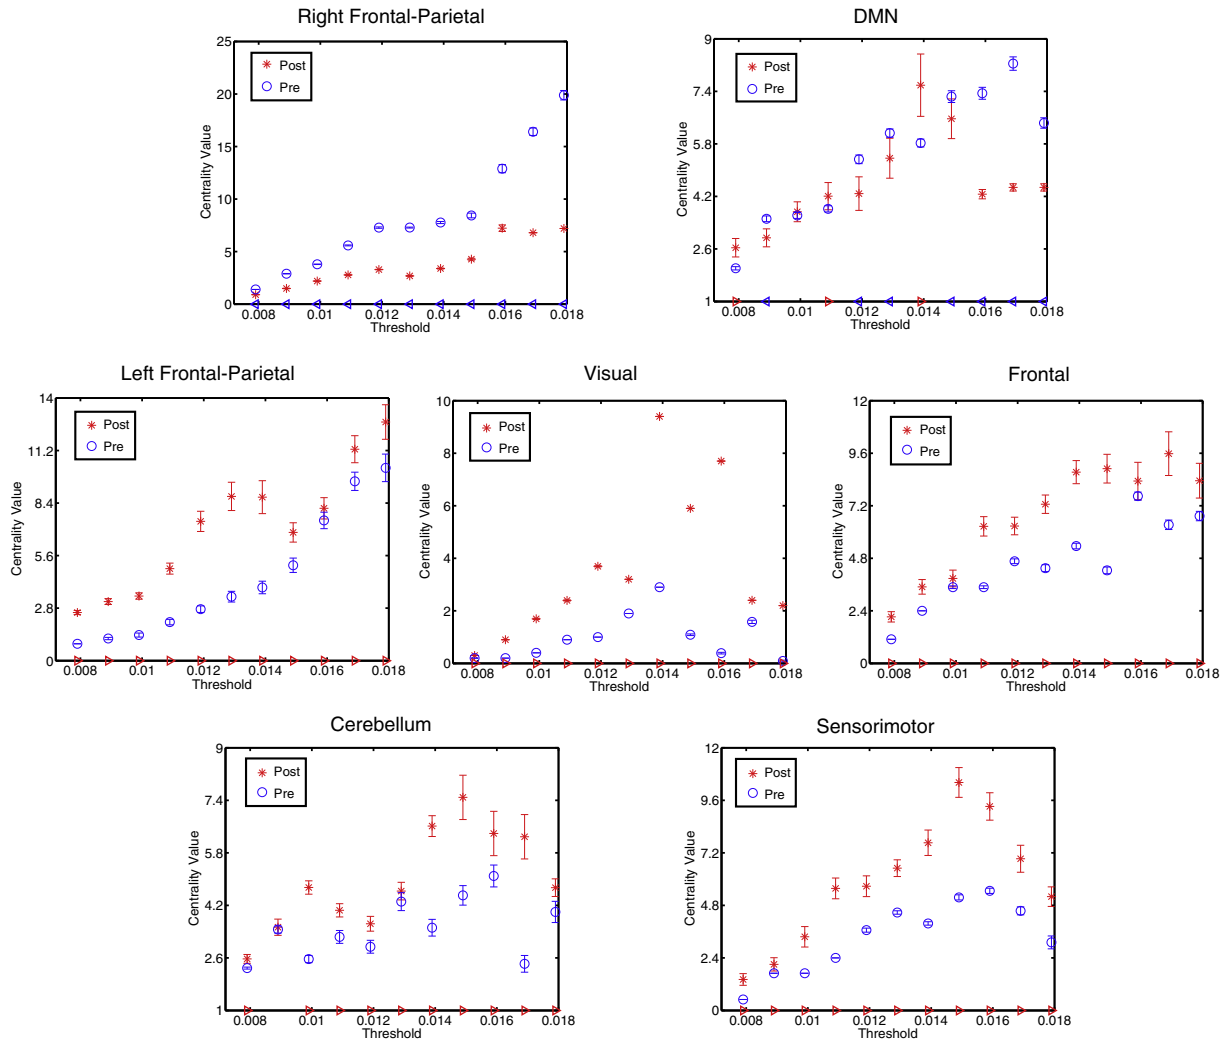 Right Frontal-Parietal
25
20
15
10
5
0
Centrality Value
Post
Pre
0.008 0.01 0.012 0.014 0.016 0.018
Threshold
DMN
9
7.4
5.8
4.2
2.6
1
Centrality Value
Post
Pre
0.008 0.01 0.012 0.014 0.016 0.018
Threshold
Left Frontal-Parietal
14
11.2
8.4
5.6
2.8
0
Centrality Value
Post
Pre
0.008 0.01 0.012 0.014 0.016 0.018
Threshold
Visual
10
8
6
4
2
0
Centrality Value
Post
Pre
0.008 0.01 0.012 0.014 0.016 0.018
Threshold
Frontal
12
9.6
7.2
4.8
2.4
0
Centrality Value
Post
Pre
0.008 0.01 0.012 0.014 0.016 0.018
Threshold
Cerebellum
9
7.4
5.8
4.2
2.6
1
Centrality Value
Post
Pre
0.008 0.01 0.012 0.014 0.016 0.018
Threshold
Sensorimotor
12
9.6
7.2
4.8
2.4
0
Centrality Value
Post
Pre
0.008 0.01 0.012 0.014 0.016 0.018
Threshold